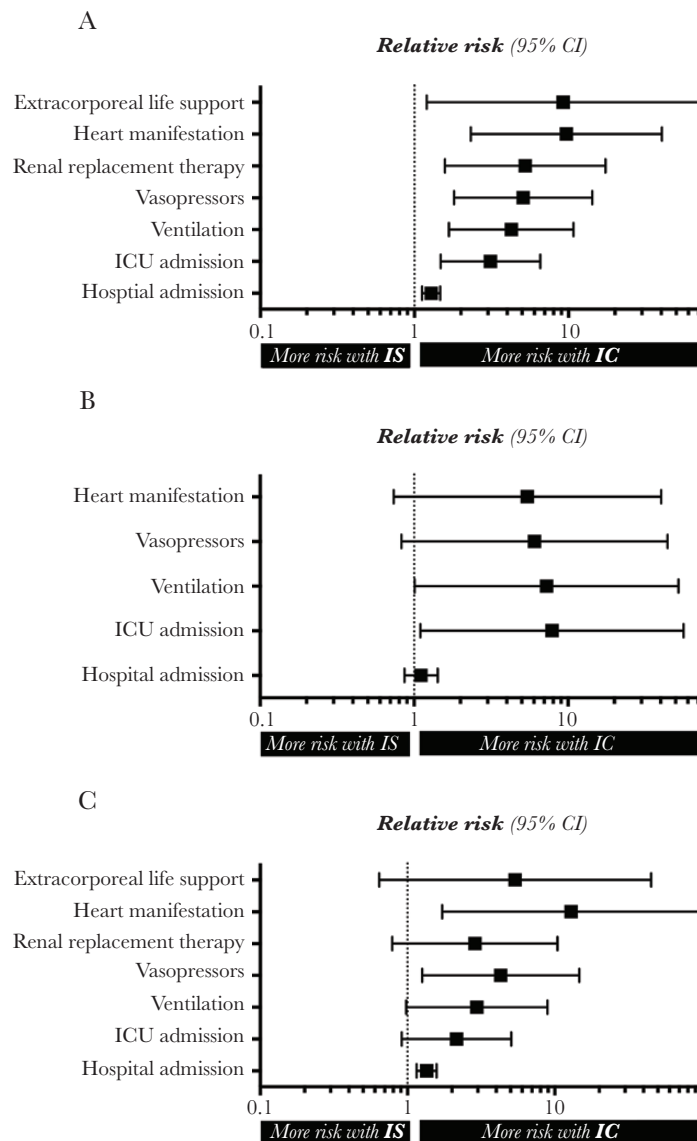 A
Relative risk (95% CI)
Extracorporeal life support
Heart manifestation
Renal replacement therapy
Vasopressors
Ventilation
ICU admission
Hosptial admission
0.1 1 10
More risk with IS More risk with IC
B
Relative risk (95% CI)
Heart manifestation
Vasopressors
Ventilation
ICU admission
Hospital admission
0.1 1 10
More risk with IS More risk with IC
C
Relative risk (95% CI)
Extracorporeal life support
Heart manifestation
Renal replacement therapy
Vasopressors
Ventilation
ICU admission
Hospital admission
0.1 1 10
More risk with IS More risk with IC